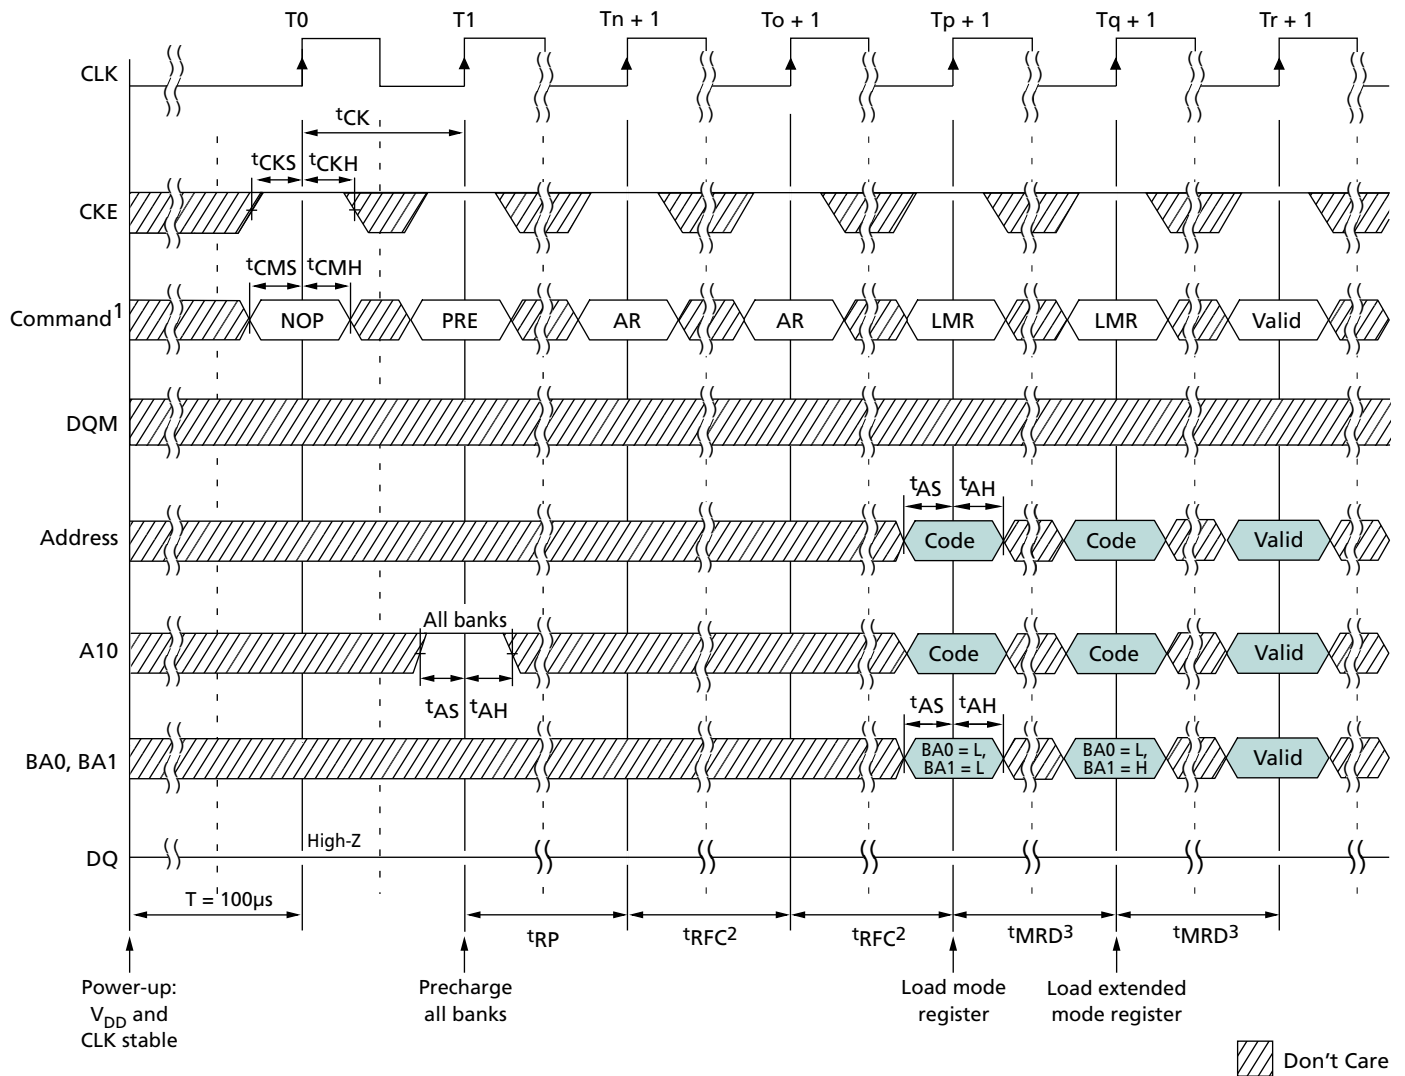 T0 T1 Tn + 1 To + 1 Tp + 1 Tq + 1 Tr + 1
CLK
tCK
tCKS tCKH
CKE
tCMS tCMH
Command1 NOP PRE AR AR LMR LMR Valid
DQM
tAS tAH
Address Code Code Valid
All banks
A10 Code Code Valid
tAS tAH tAS tAH
BA0, BA1 BA0 = L, BA0 = L, Valid
BA1 = L BA1 = H
High-Z
DQ
T = 100µs
tRP tRFC2 tRFC2 tMRD3 tMRD3
Power-up: Precharge Load mode Load extended
VDD and all banks register mode register
CLK stable
Don't Care